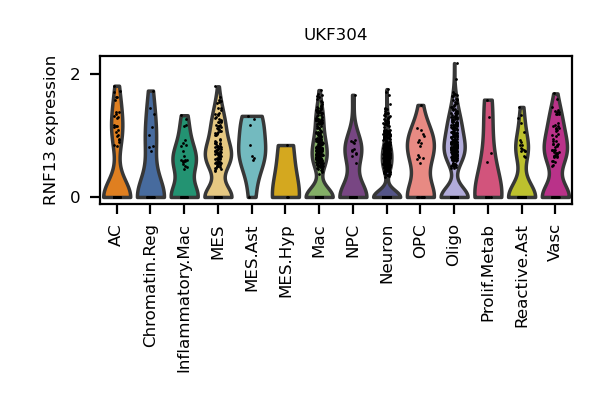 UKF304
RNF13 expression
2
0
AC
Chromatin.Reg
Inflammatory.Mac
MES
MES.Ast
MES.Hyp
Mac
NPC
Neuron
OPC
Oligo
Prolif.Metab
Reactive.Ast
Vasc